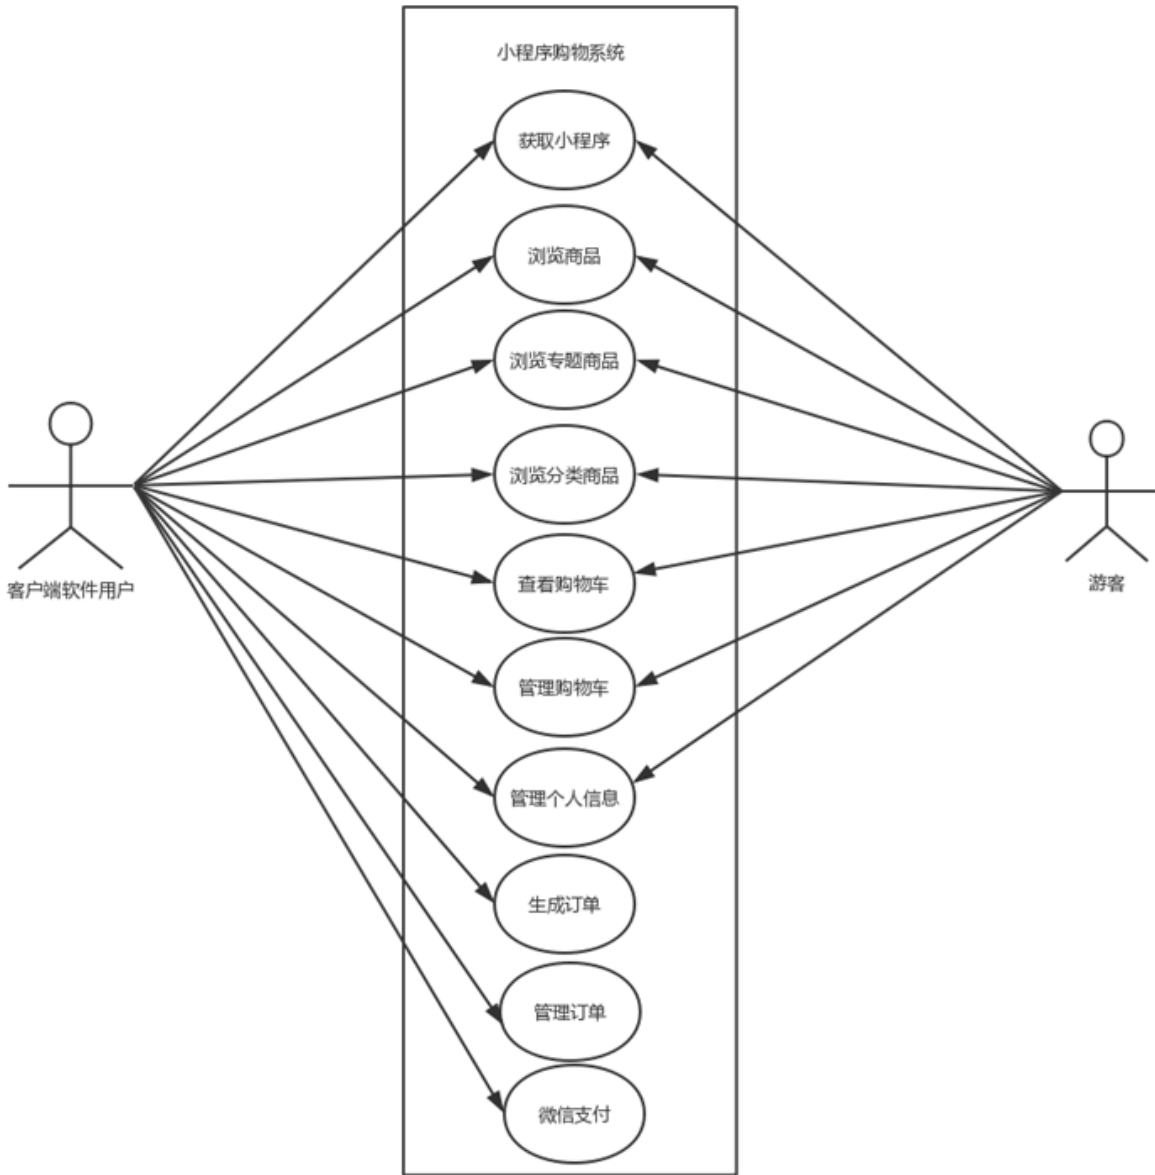 小程序购物系统
获取小程序
浏览商品
浏览专题商品
浏览分类商品
查看购物车
客户端软件用户
游客
管理购物车
管理个人信息
生成订单
管理订单
微信支付